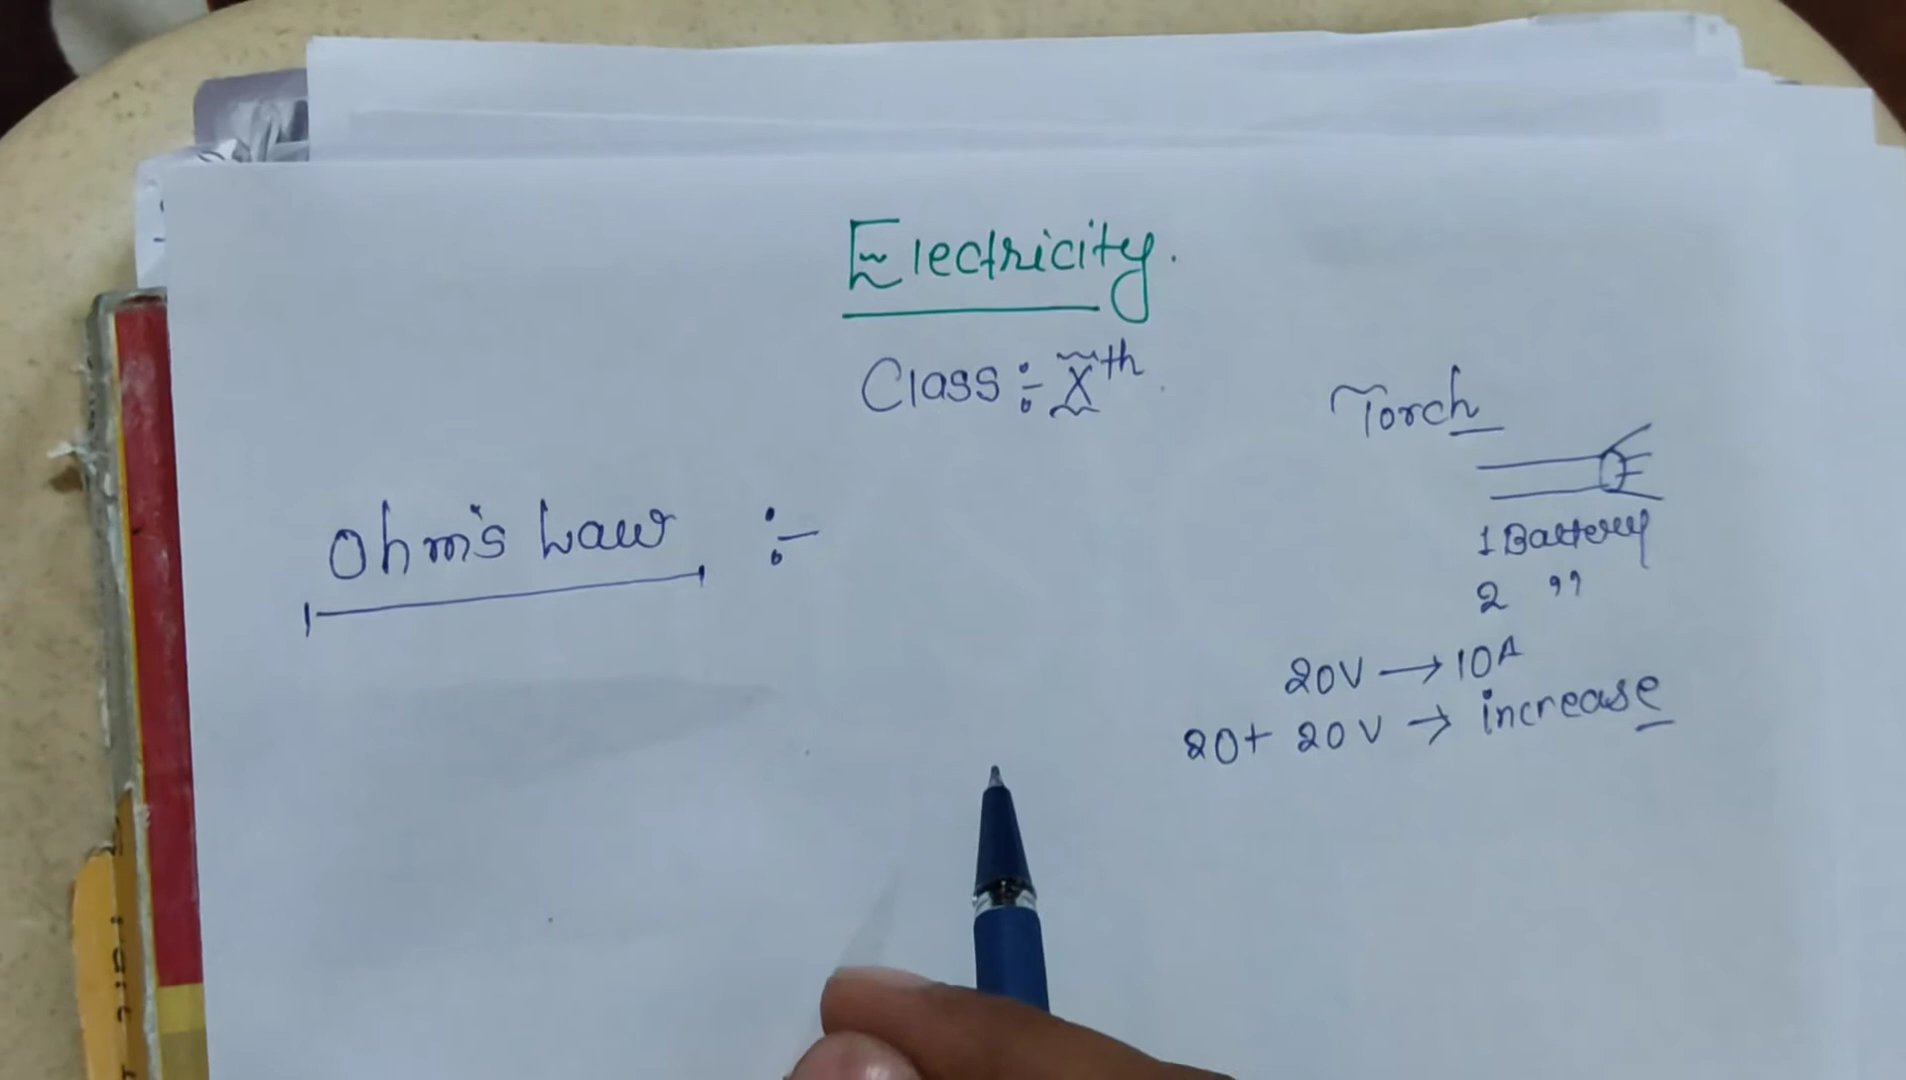 Electricity.
Class :- Xth
Torch
Ohm's Law :-
1 Battery
2 ,,
20V → 10A
20+ 20V → increase